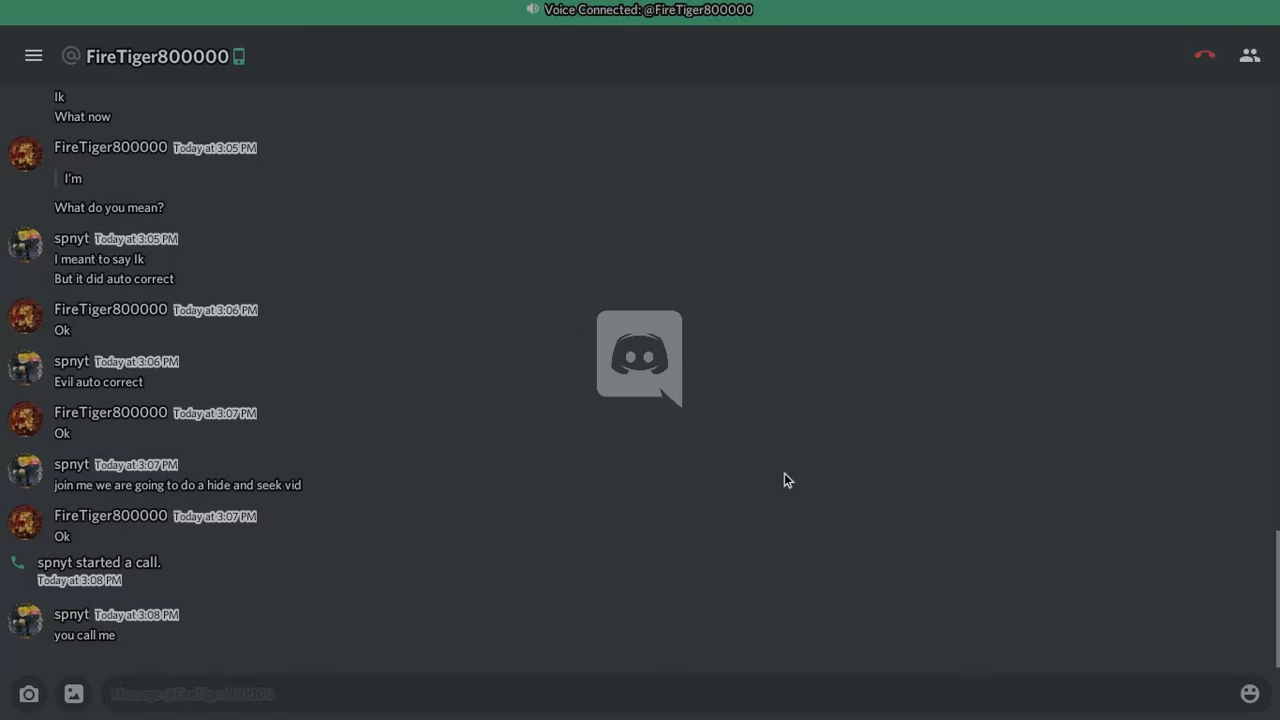 Voice Connected: @FireTiger800000
@ FireTiger800000
Ik
What now
FireTiger800000 Today at 3:05 PM
I'm
What do you mean?
spnyt Today at 3:05 PM
I meant to say Ik
But it did auto correct
FireTiger800000 Today at 3:06 PM
Ok
spnyt Today at 3:06 PM
Evil auto correct
FireTiger800000 Today at 3:07 PM
Ok
spnyt Today at 3:07 PM
join me we are going to do a hide and seek vid
FireTiger800000 Today at 3:07 PM
Ok
spnyt started a call.
Today at 3:08 PM
spnyt Today at 3:08 PM
you call me
Message @FireTiger800000